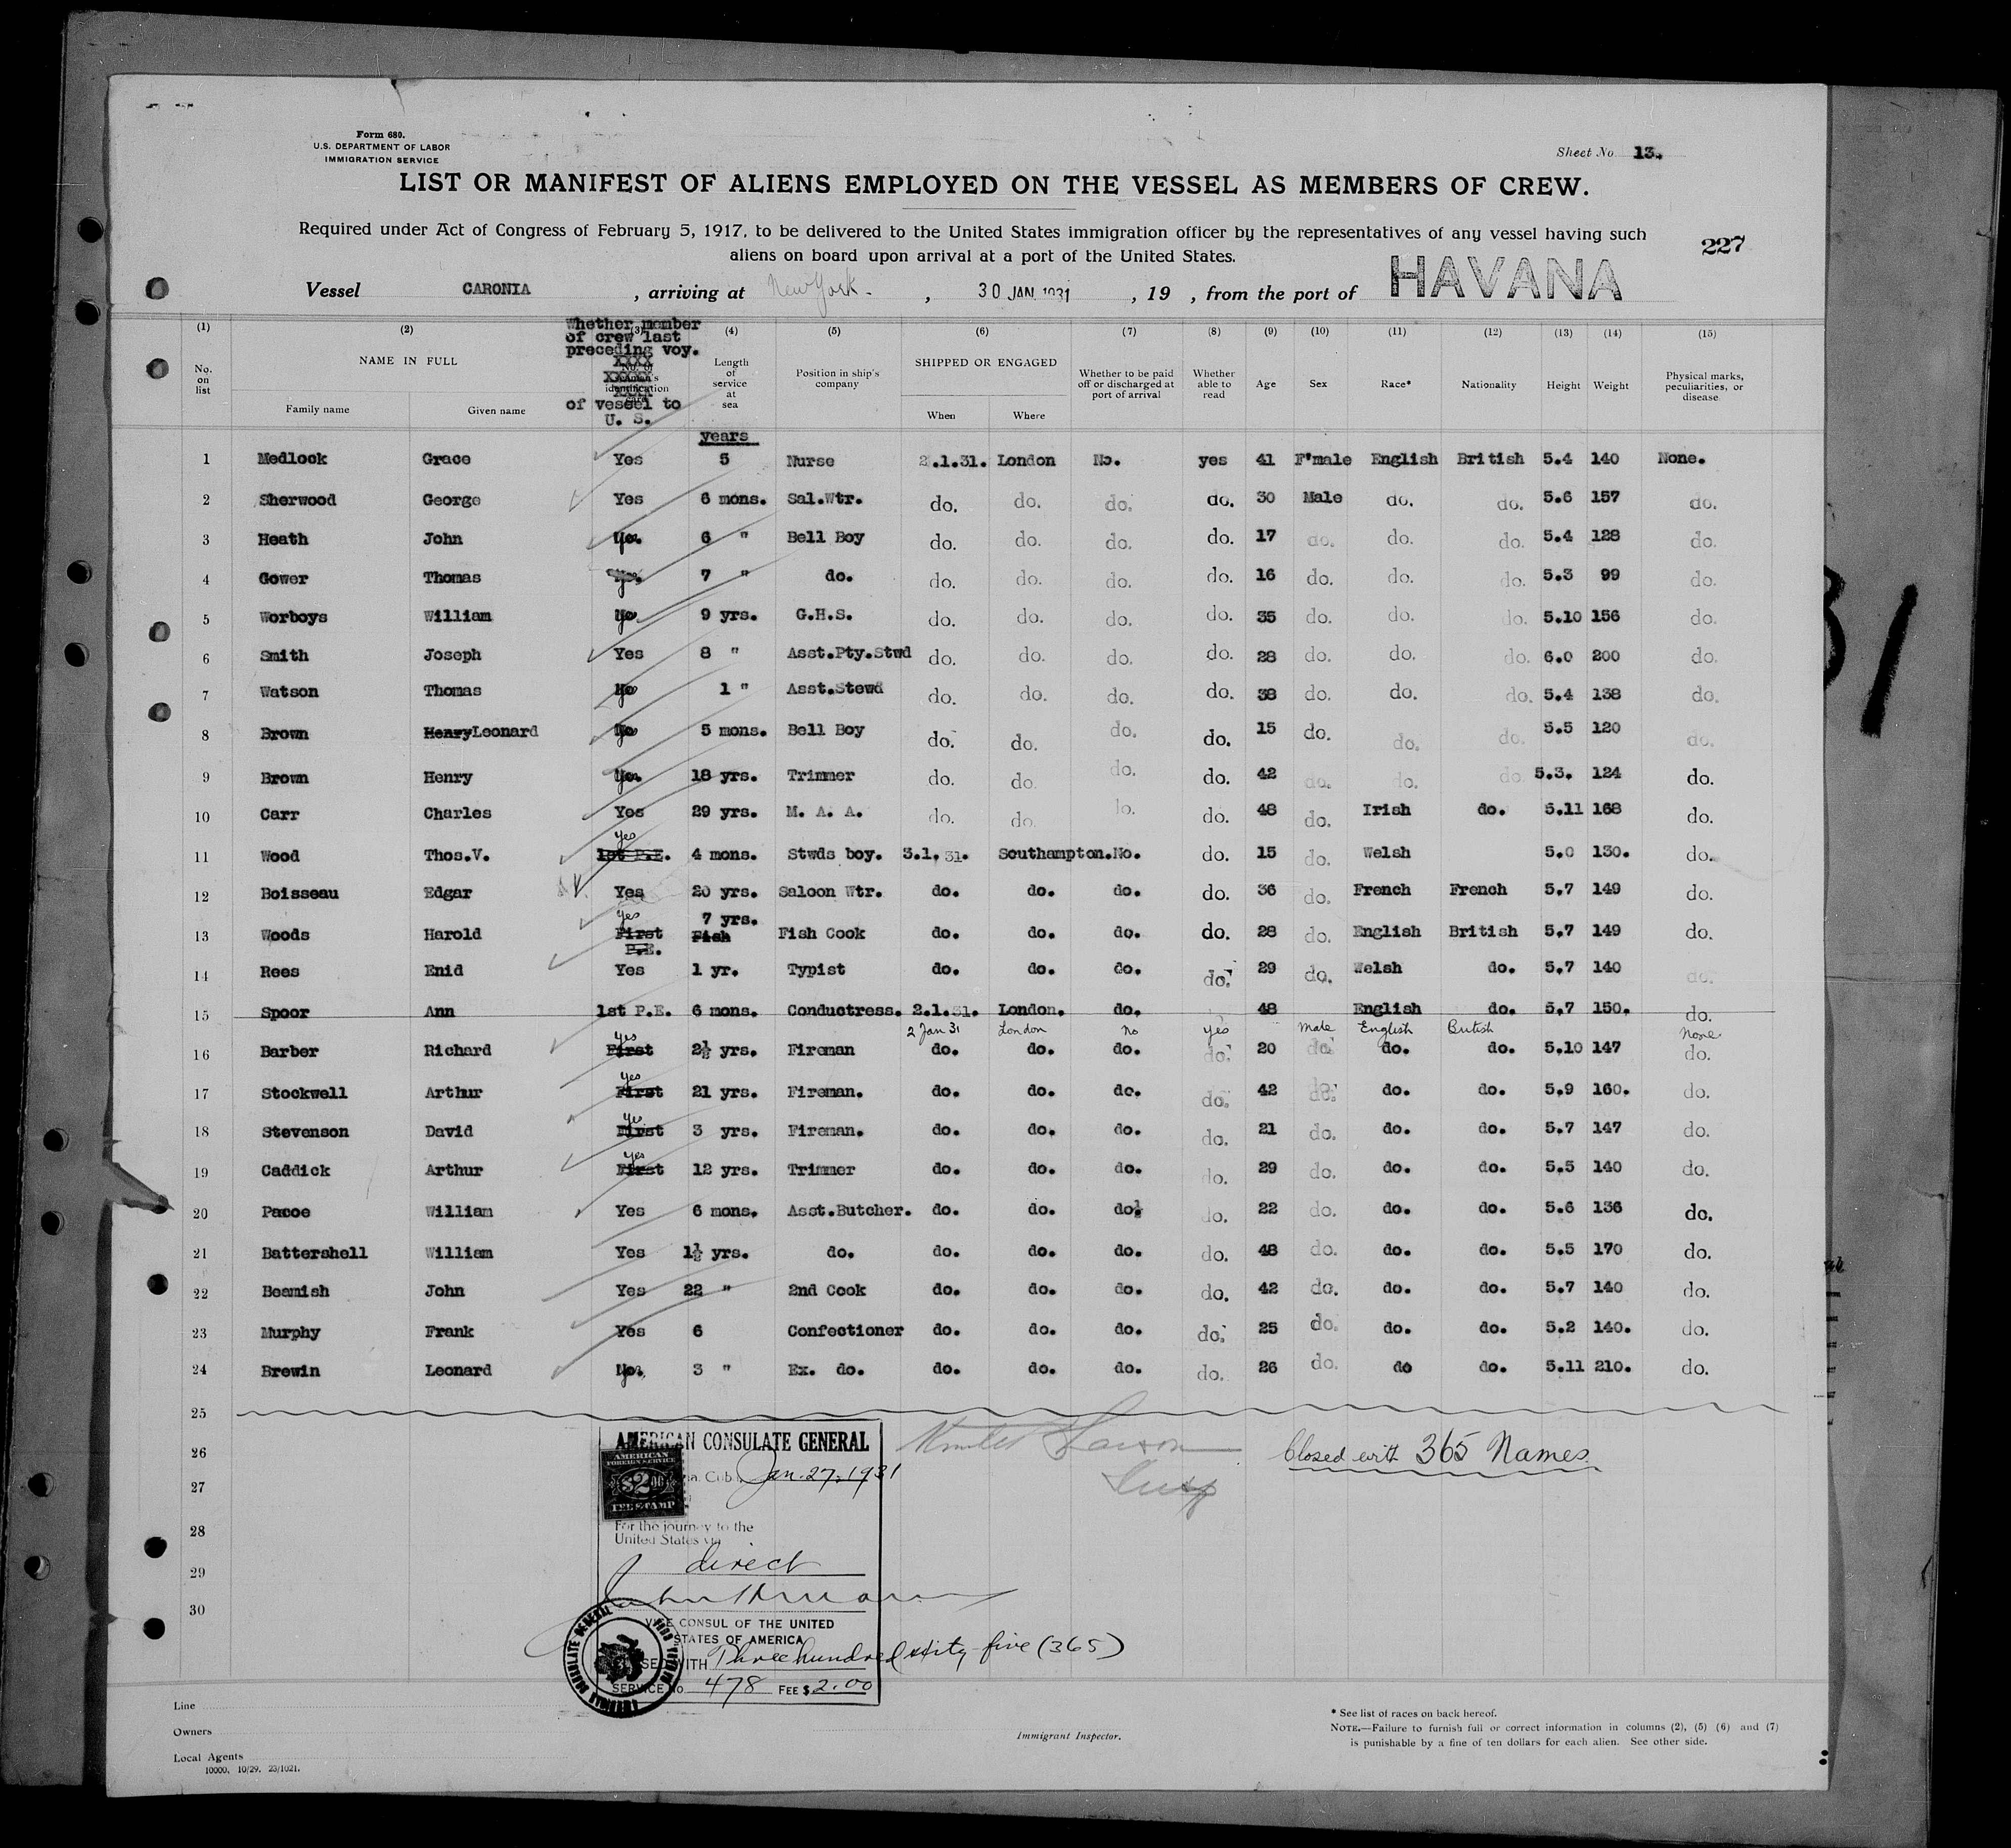 Form 680.
U.S. DEPARTMENT OF LABOR
IMMIGRATION SERVICE
Sheet No 13.
LIST OR MANIFEST OF ALIENS EMPLOYED ON THE VESSEL AS MEMBERS OF CREW.
Required under Act of Congress of February 5, 1917, to be delivered to the United States immigration officer by the representatives of any vessel having such
aliens on board upon arrival at a port of the United States.
227
Vessel CARONIA , arriving at New York - , 30 JAN. 1931 , 19 , from the port of HAVANA
(1) (2) (3) (4) (5) (6) (7) (8) (9) (10) (11) (12) (13) (14) (15)
No. on list
NAME IN FULL
Family name Given name
Whether member of crew last preceding voy. of vessel to U. S.
Length of service at sea
Position in ship's company
SHIPPED OR ENGAGED
When Where
Whether to be paid off or discharged at port of arrival
Whether able to read
Age Sex Race* Nationality Height Weight
Physical marks, peculiarities, or disease
years
1 Medlock Grace Yes 5 Nurse 2.1.31. London No. yes 41 F'male English British 5.4 140 None.
2 Sherwood George Yes 6 mons. Sal.Wtr. do. do. do. do. 30 Male do. do. 5.6 157 do.
3 Heath John Yes. 6 " Bell Boy do. do. do. do. 17 do. do. do. 5.4 128 do.
4 Gower Thomas 7 " do. do. do. do. do. 16 do. do. do. 5.3 99 do.
5 Worboys William 9 yrs. G.H.S. do. do. do. do. 35 do. do. do. 5.10 156 do.
6 Smith Joseph Yes 8 " Asst.Pty.Stwd do. do. do. do. 28 do. do. do. 6.0 200 do.
7 Watson Thomas 1 " Asst.Stewd do. do. do. do. 38 do. do. do. 5.4 138 do.
8 Brown Henry Leonard 5 mons. Bell Boy do. do. do. do. 15 do. do. do. 5.5 120 do.
9 Brown Henry 18 yrs. Trimmer do. do. do. do. 42 do. do. do. 5.3. 124 do.
10 Carr Charles Yes 29 yrs. M. A. A. do. do. do. do. 48 do. Irish do. 5.11 168 do.
yes
11 Wood Thos.V. 1st P.E. 4 mons. Stwds boy. 3.1.31. Southampton. No. do. 15 do. Welsh 5.0 130. do.
12 Boisseau Edgar Yes 20 yrs. Saloon Wtr. do. do. do. do. 36 do. French French 5.7 149 do.
yes 7 yrs.
13 Woods Harold First P.E. Fish Fish Cook do. do. do. do. 28 do. English British 5.7 149 do.
14 Rees Enid Yes 1 yr. Typist do. do. do. do. 29 do. Welsh do. 5.7 140 do.
15 Spoor Ann 1st P.E. 6 mons. Conductress. 2.1.31. London. do. 48 English do. 5.7 150. do.
yes 2 Jan 31 London No yes Male English British None
16 Barber Richard First 2½ yrs. Fireman do. do. do. do. 20 do. do. do. 5.10 147 do.
yes
17 Stockwell Arthur First 21 yrs. Fireman. do. do. do. do. 42 do. do. do. 5.9 160. do.
yes
18 Stevenson David First 3 yrs. Fireman. do. do. do. do. 21 do. do. do. 5.7 147 do.
yes
19 Caddick Arthur First 12 yrs. Trimmer do. do. do. do. 29 do. do. do. 5.5 140 do.
20 Pacoe William Yes 6 mons. Asst.Butcher. do. do. do. do. 22 do. do. do. 5.6 136 do.
21 Battershell William Yes 1½ yrs. do. do. do. do. do. 48 do. do. do. 5.5 170 do.
22 Beamish John Yes 22 " 2nd Cook do. do. do. do. 42 do. do. do. 5.7 140 do.
23 Murphy Frank Yes 6 Confectioner do. do. do. do. 25 do. do. do. 5.2 140. do.
24 Brewin Leonard 3 " Ex. do. do. do. do. do. 26 do. do do. 5.11 210. do.
25
26
27
28
29
30
AMERICAN CONSULATE GENERAL
AMERICAN FOREIGN SERVICE $2.00 FEE STAMP
Cuba, Jan. 27, 1931
For the journey to the
United States via
direct
VICE CONSUL OF THE UNITED
STATES OF AMERICA
WITH Three hundred sixty-five (365)
SERVICE No 478 FEE $ 2.00
AMERICAN CONSULATE GENERAL
Closed with 365 Names
Line
Owners
Local Agents
10000, 10/29. 23/1021.
Immigrant Inspector.
* See list of races on back hereof.
NOTE.—Failure to furnish full or correct information in columns (2), (5) (6) and (7)
is punishable by a fine of ten dollars for each alien. See other side.